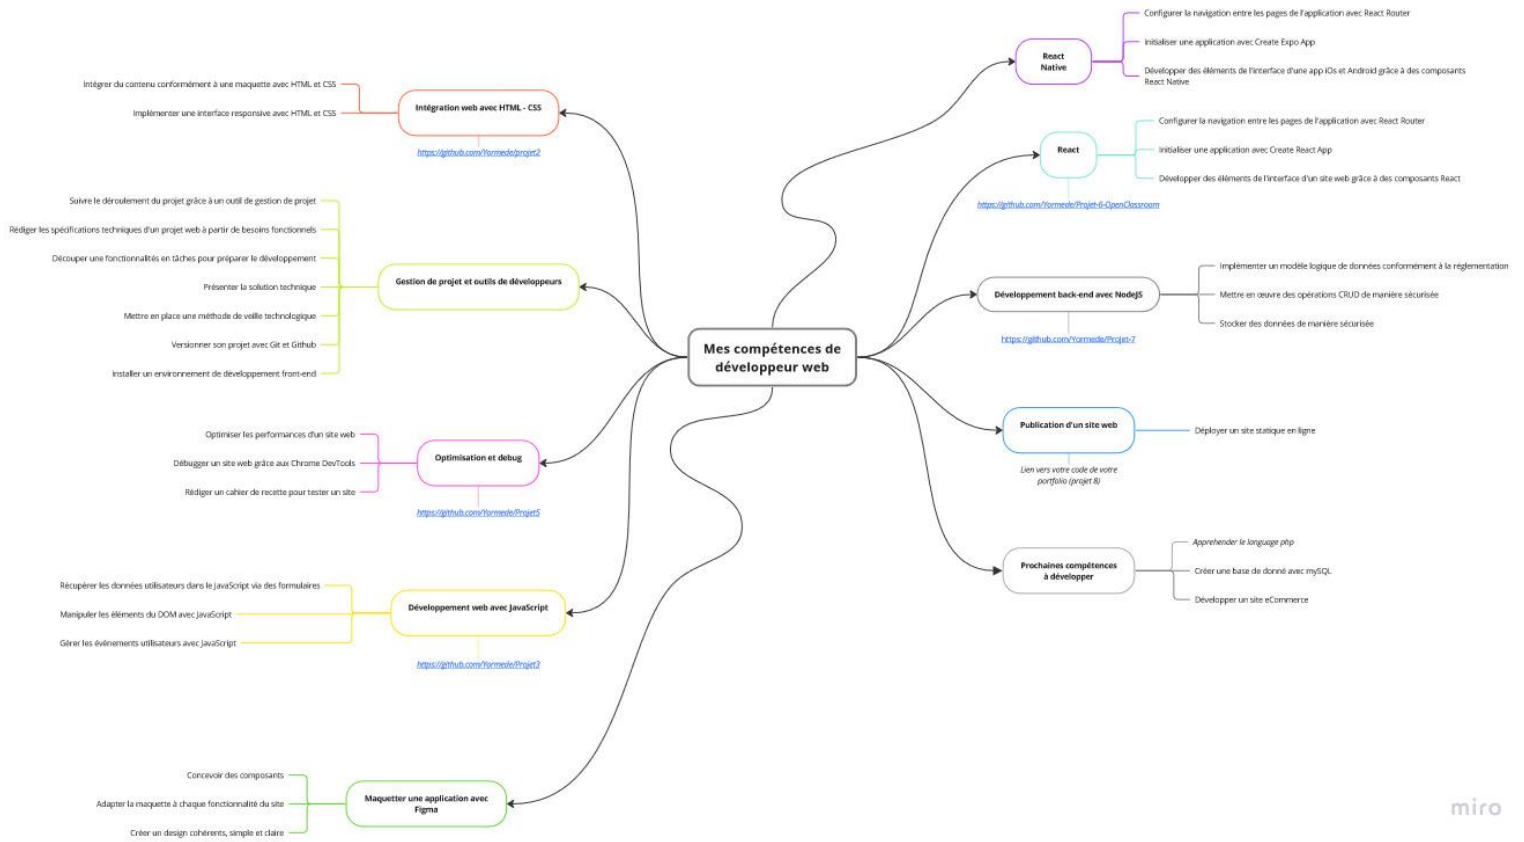 Mes compétences de
développeur web
Intégration web avec HTML - CSS
Intégrer du contenu conformément à une maquette avec HTML et CSS
Implémenter une interface responsive avec HTML et CSS
https://github.com/Yormede/projet2
Gestion de projet et outils de développeurs
Suivre le déroulement du projet grâce à un outil de gestion de projet
Rédiger les spécifications techniques d'un projet web à partir de besoins fonctionnels
Découper une fonctionnalités en tâches pour préparer le développement
Présenter la solution technique
Mettre en place une méthode de veille technologique
Versionner son projet avec Git et Github
Installer un environnement de développement front-end
Optimisation et debug
Optimiser les performances d'un site web
Débugger un site web grâce aux Chrome DevTools
Rédiger un cahier de recette pour tester un site
https://github.com/Yormede/Projet5
Développement web avec JavaScript
Récupérer les données utilisateurs dans le JavaScript via des formulaires
Manipuler les éléments du DOM avec JavaScript
Gérer les événements utilisateurs avec JavaScript
https://github.com/Yormede/Projet3
Maquetter une application avec
Figma
Concevoir des composants
Adapter la maquette à chaque fonctionnalité du site
Créer un design cohérents, simple et claire
React
Native
Configurer la navigation entre les pages de l'application avec React Router
Initialiser une application avec Create Expo App
Développer des éléments de l'interface d'une app iOs et Android grâce à des composants
React Native
React
Configurer la navigation entre les pages de l'application avec React Router
Initialiser une application avec Create React App
Développer des éléments de l'interface d'un site web grâce à des composants React
https://github.com/Yormede/Projet-6-OpenClassroom
Développement back-end avec NodeJS
Implémenter un modèle logique de données conformément à la réglementation
Mettre en œuvre des opérations CRUD de manière sécurisée
Stocker des données de manière sécurisée
https://github.com/Yormede/Projet-7
Publication d'un site web
Déployer un site statique en ligne
Lien vers votre code de votre
portfolio (projet 8)
Prochaines compétences
à développer
Apprehender le language php
Créer une base de donné avec mySQL
Développer un site eCommerce
miro